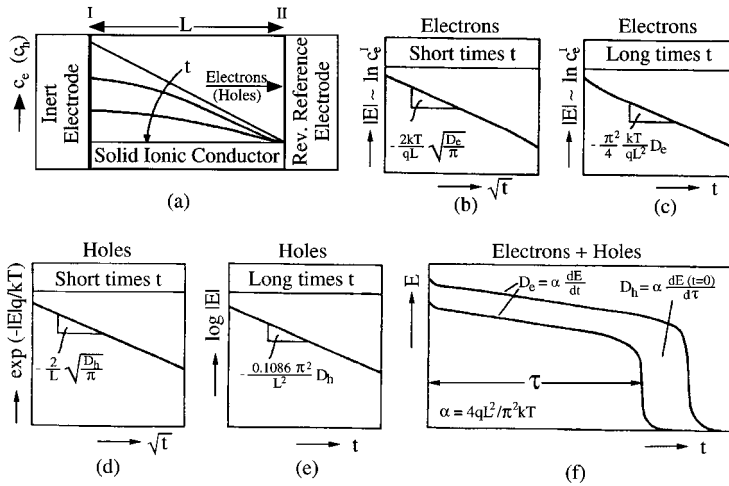 I
II
L
c_e (c_h)
Inert
Electrode
t
Electrons
(Holes)
Rev. Reference
Electrode
Solid Ionic Conductor
(a)
Electrons
Short times t
|E| ~ ln c_e^I
- 2kT/qL √(D_e/π)
√t
(b)
Electrons
Long times t
|E| ~ ln c_e^I
- π²/4 kT/qL² D_e
t
(c)
Holes
Short times t
exp (-|E|q/kT)
- 2/L √(D_h/π)
√t
(d)
Holes
Long times t
log |E|
- 0.1086 π²/L² D_h
t
(e)
Electrons + Holes
E
D_e = α dE/dt
D_h = α dE (t=0)/dτ
τ
α = 4qL²/π²kT
t
(f)